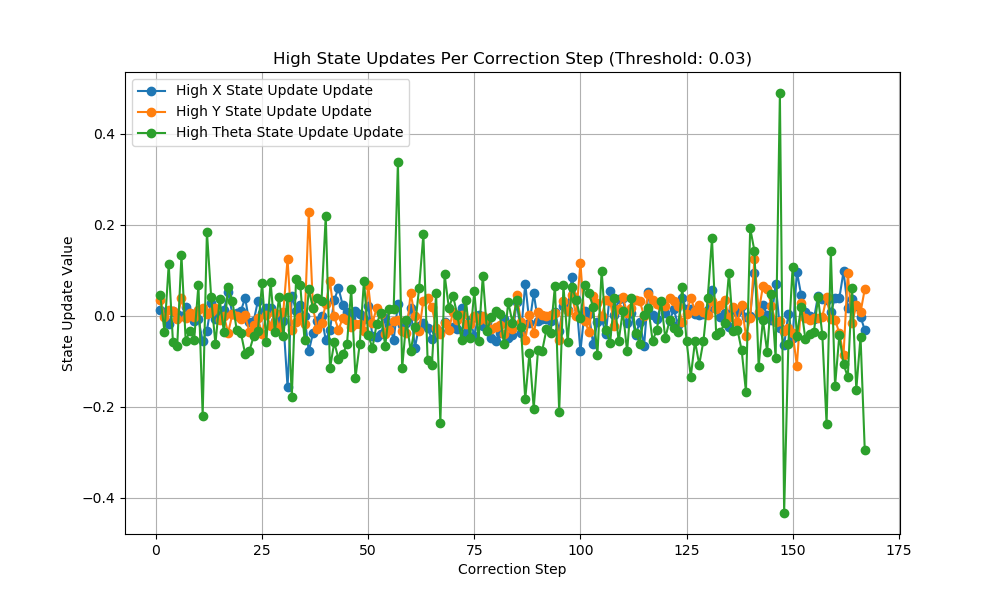 High State Updates Per Correction Step (Threshold: 0.03)
High X State Update Update
High Y State Update Update
High Theta State Update Update
0.4
0.2
0.0
−0.2
−0.4
State Update Value
0 25 50 75 100 125 150 175
Correction Step